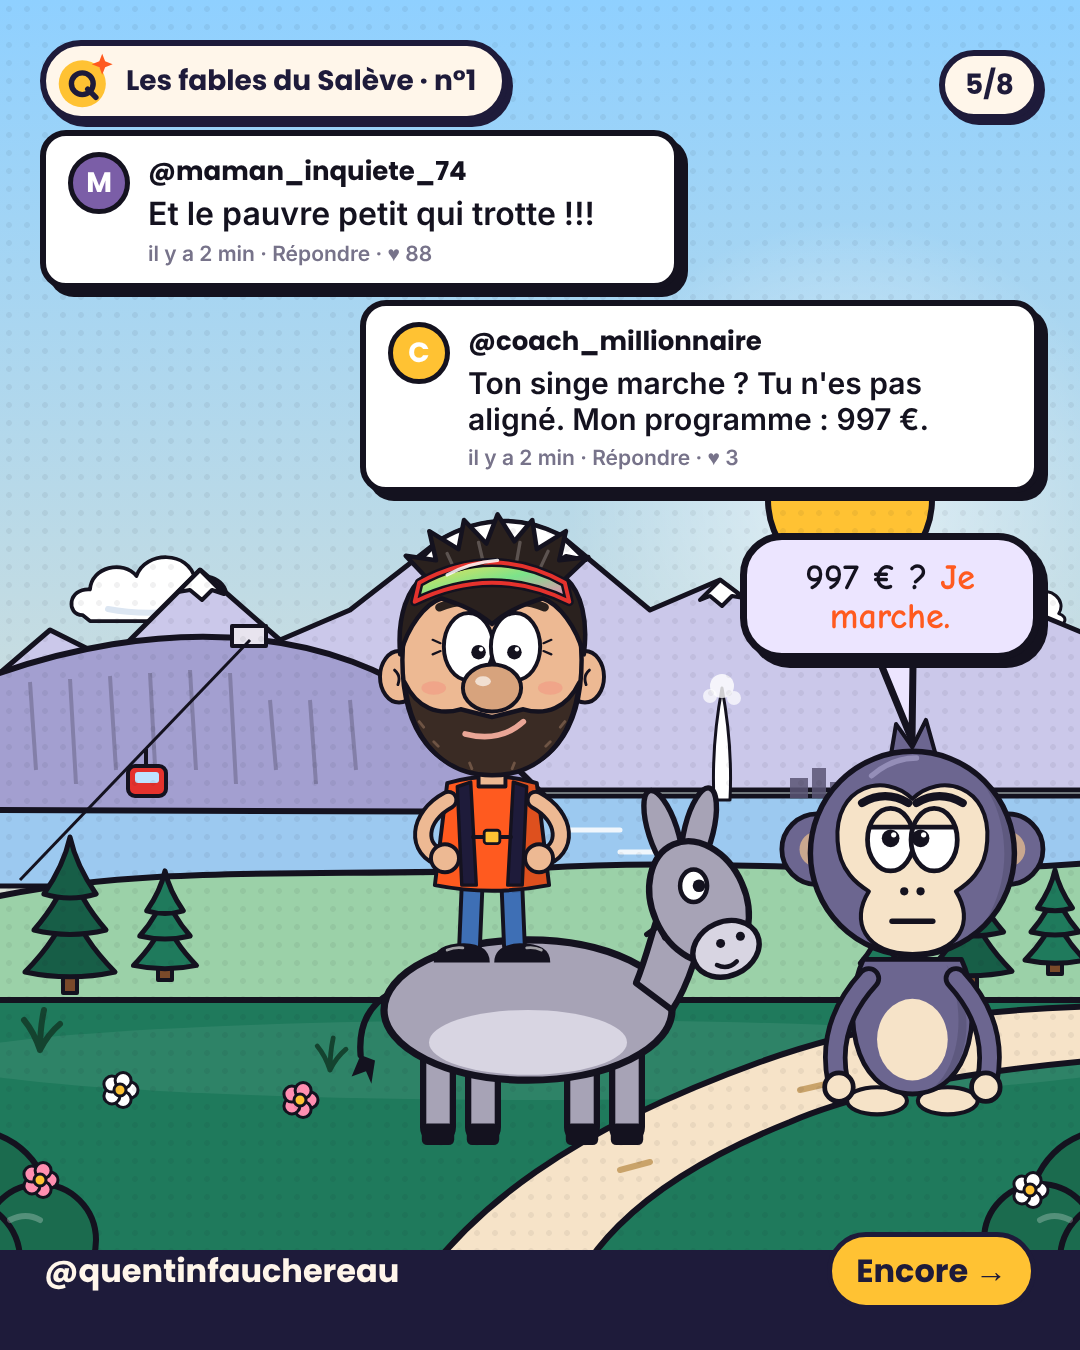 Q
Les fables du Salève · n°1
5/8
M
@maman_inquiete_74
Et le pauvre petit qui trotte !!!
il y a 2 min · Répondre · ♥ 88
C
@coach_millionnaire
Ton singe marche ? Tu n'es pas
aligné. Mon programme : 997 €.
il y a 2 min · Répondre · ♥ 3
997 € ? Je
marche.
@quentinfauchereau
Encore →